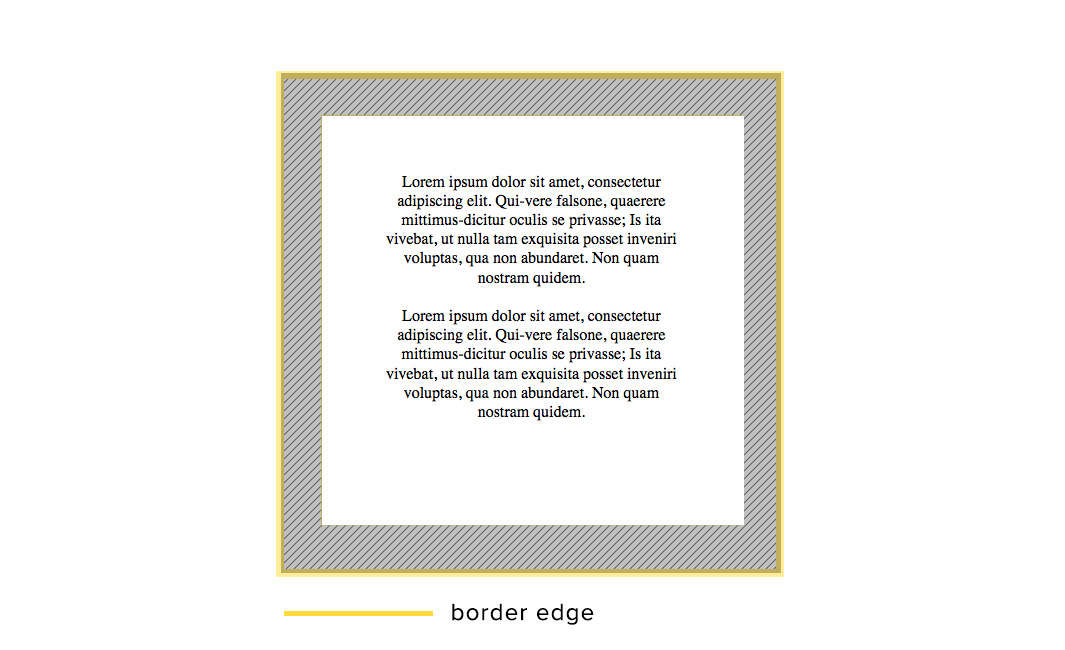 Lorem ipsum dolor sit amet, consectetur
adipiscing elit. Qui-vere falsone, quaerere
mittimus-dicitur oculis se privasse; Is ita
vivebat, ut nulla tam exquisita posset inveniri
voluptas, qua non abundaret. Non quam
nostram quidem.
Lorem ipsum dolor sit amet, consectetur
adipiscing elit. Qui-vere falsone, quaerere
mittimus-dicitur oculis se privasse; Is ita
vivebat, ut nulla tam exquisita posset inveniri
voluptas, qua non abundaret. Non quam
nostram quidem.
border edge